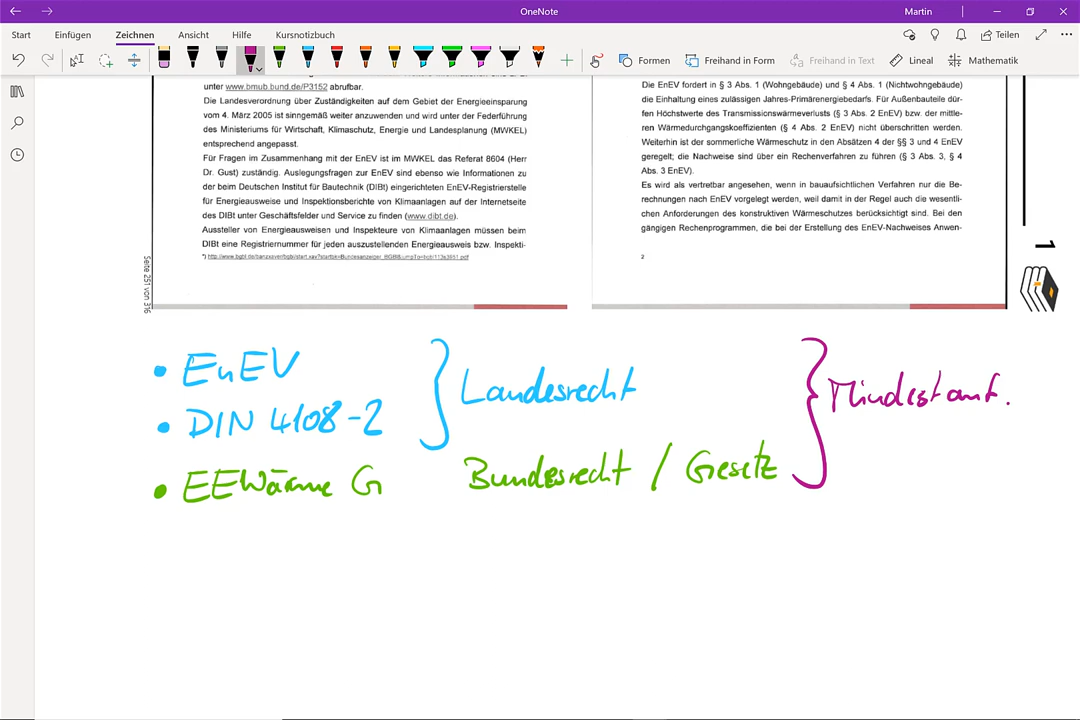 OneNote
Martin
Start Einfügen Zeichnen Ansicht Hilfe Kursnotizbuch
Teilen
Formen Freihand in Form Freihand in Text Lineal Mathematik
unter www.bmub.bund.de/P3152 abrufbar.
Die Landesverordnung über Zuständigkeiten auf dem Gebiet der Energieeinsparung
vom 4. März 2005 ist sinngemäß weiter anzuwenden und wird unter der Federführung
des Ministeriums für Wirtschaft, Klimaschutz, Energie und Landesplanung (MWKEL)
entsprechend angepasst.
Für Fragen im Zusammenhang mit der EnEV ist im MWKEL das Referat 8604 (Herr
Dr. Gust) zuständig. Auslegungsfragen zur EnEV sind ebenso wie Informationen zu
der beim Deutschen Institut für Bautechnik (DIBt) eingerichteten EnEV-Registrierstelle
für Energieausweise und Inspektionsberichte von Klimaanlagen auf der Internetseite
des DIBt unter Geschäftsfelder und Service zu finden (www.dibt.de).
Aussteller von Energieausweisen und Inspekteure von Klimaanlagen müssen beim
DIBt eine Registriernummer für jeden auszustellenden Energieausweis bzw. Inspekti-
Seite 251 von 316
Die EnEV fordert in § 3 Abs. 1 (Wohngebäude) und § 4 Abs. 1 (Nichtwohngebäude)
die Einhaltung eines zulässigen Jahres-Primärenergiebedarfs. Für Außenbauteile dür-
fen Höchstwerte des Transmissionswärmeverlusts (§ 3 Abs. 2 EnEV) bzw. der mittle-
ren Wärmedurchgangskoeffizienten (§ 4 Abs. 2 EnEV) nicht überschritten werden.
Weiterhin ist der sommerliche Wärmeschutz in den Absätzen 4 der §§ 3 und 4 EnEV
geregelt; die Nachweise sind über ein Rechenverfahren zu führen (§ 3 Abs. 3, § 4
Abs. 3 EnEV).
Es wird als vertretbar angesehen, wenn in bauaufsichtlichen Verfahren nur die Be-
rechnungen nach EnEV vorgelegt werden, weil damit in der Regel auch die wesentli-
chen Anforderungen des konstruktiven Wärmeschutzes berücksichtigt sind. Bei den
gängigen Rechenprogrammen, die bei der Erstellung des EnEV-Nachweises Anwen-
2
1
• EnEV
• DIN 4108-2
Landesrecht
Mindestanf.
• EEWärme G
Bundesrecht / Gesetz